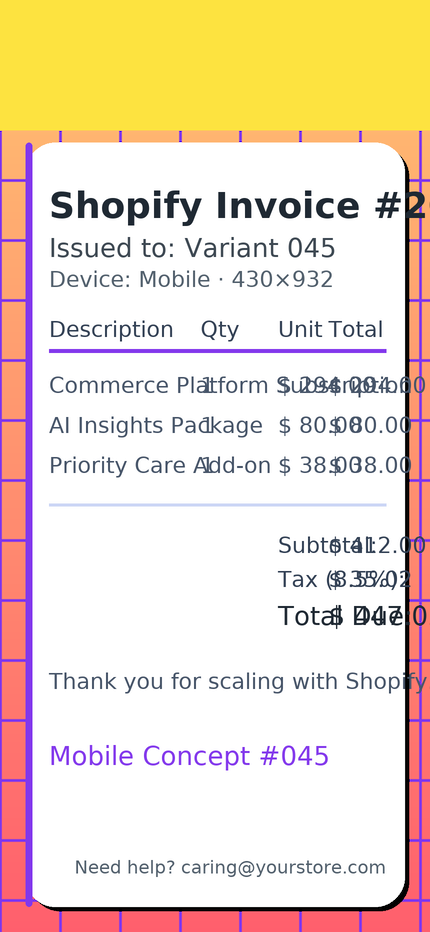 Shopify Invoice #2
Issued to: Variant 045
Device: Mobile · 430×932
Description Qty Unit Total
Commerce Platform Subscription 1 $ 294.00 $ 294.00
AI Insights Package 1 $ 80.00 $ 80.00
Priority Care Add-on 1 $ 38.00 $ 38.00
Subtotal: $ 412.00
Tax (8.5%): $ 35.02
Total Due: $ 447.0
Thank you for scaling with Shopify
Mobile Concept #045
Need help? caring@yourstore.com